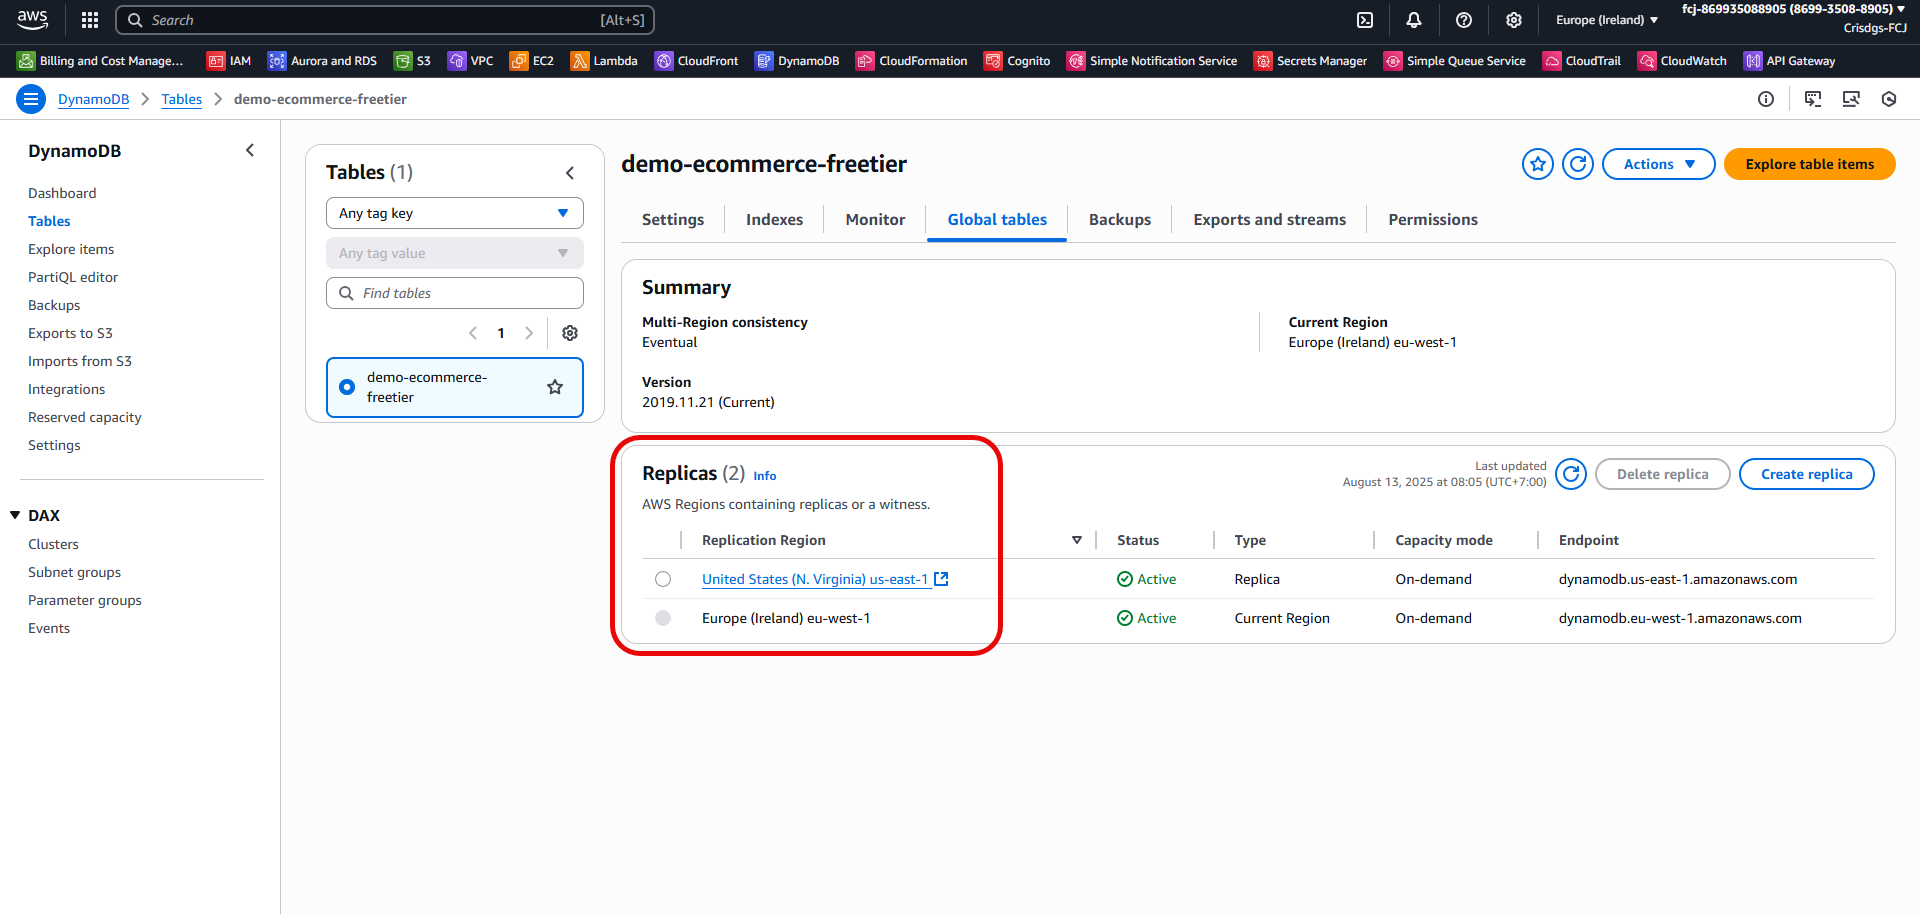 aws
Search [Alt+S]
Europe (Ireland)
fcj-869935088905 (8699-3508-8905)
Crisdgs-FCJ
Billing and Cost Manage... IAM Aurora and RDS S3 VPC EC2 Lambda CloudFront DynamoDB CloudFormation Cognito Simple Notification Service Secrets Manager Simple Queue Service CloudTrail CloudWatch API Gateway
DynamoDB Tables demo-ecommerce-freetier
DynamoDB
Dashboard
Tables
Explore items
PartiQL editor
Backups
Exports to S3
Imports from S3
Integrations
Reserved capacity
Settings
DAX
Clusters
Subnet groups
Parameter groups
Events
Tables (1)
Any tag key
Any tag value
Find tables
1
demo-ecommerce-
freetier
demo-ecommerce-freetier
Actions
Explore table items
Settings Indexes Monitor Global tables Backups Exports and streams Permissions
Summary
Multi-Region consistency
Eventual
Current Region
Europe (Ireland) eu-west-1
Version
2019.11.21 (Current)
Replicas (2) Info
AWS Regions containing replicas or a witness.
Last updated
August 13, 2025 at 08:05 (UTC+7:00)
Delete replica
Create replica
Replication Region Status Type Capacity mode Endpoint
United States (N. Virginia) us-east-1 Active Replica On-demand dynamodb.us-east-1.amazonaws.com
Europe (Ireland) eu-west-1 Active Current Region On-demand dynamodb.eu-west-1.amazonaws.com